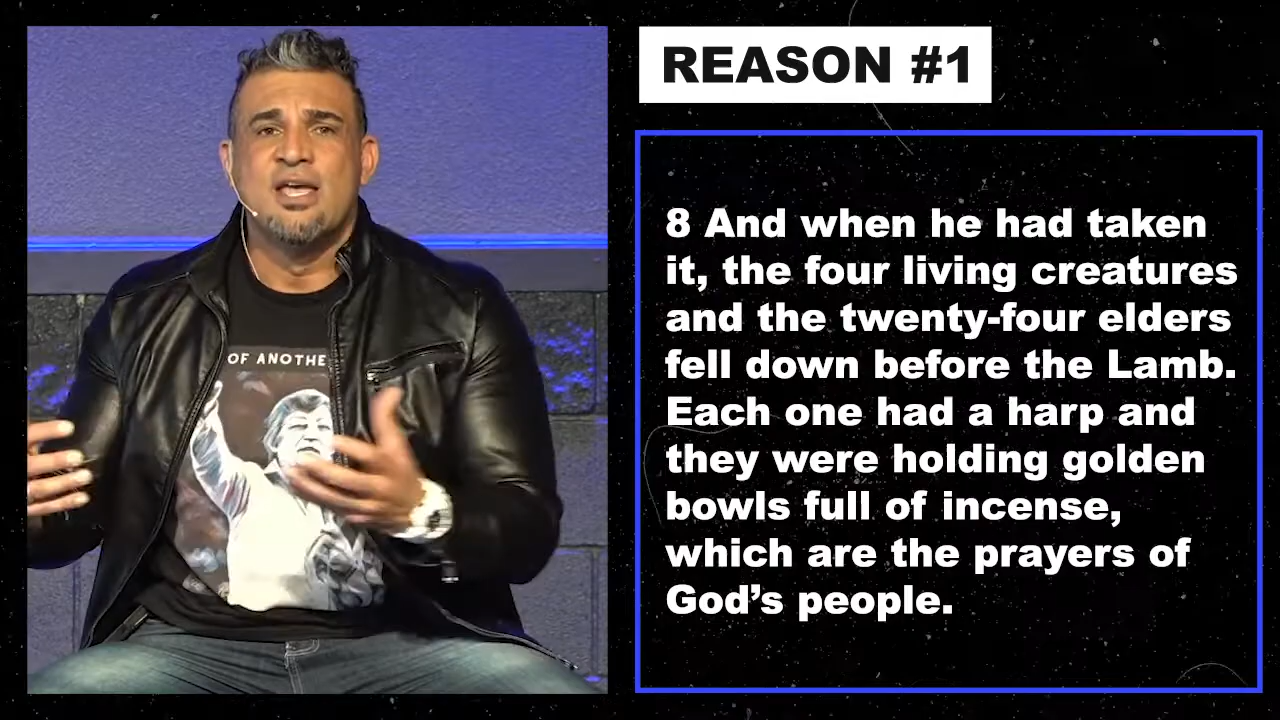 REASON #1
8 And when he had taken
it, the four living creatures
and the twenty-four elders
fell down before the Lamb.
Each one had a harp and
they were holding golden
bowls full of incense,
which are the prayers of
God’s people.
OF ANOTHE